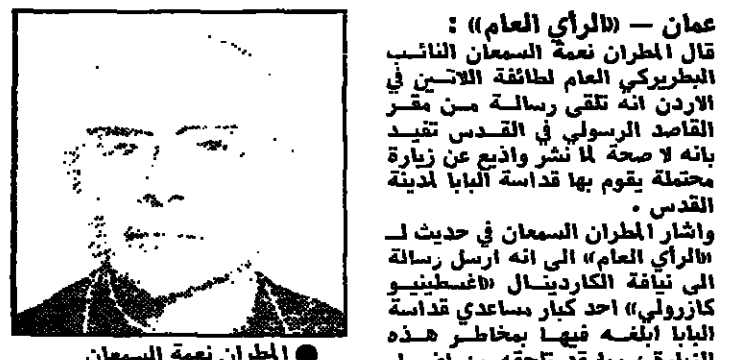 عمان — «الرأي العام» :
قال المطران نعمة السمعان النائب
البطريركي العام لطائفة اللاتين في
الاردن انه تلقى رسالة من مقر
القاصد الرسولي في القدس تفيد
بانه لا صحة لما نشر واذيع عن زيارة
محتملة يقوم بها قداسة البابا لمدينة
القدس .
واشار المطران السمعان في حديث لـ
«الرأي العام» الى انه ارسل رسالة
الى نيافة الكاردينال «اغسطينيو
كازرولي» احد كبار مساعدي قداسة
البابا ابلغه فيها بمخاطر هذه
المطران نعمة السمعان